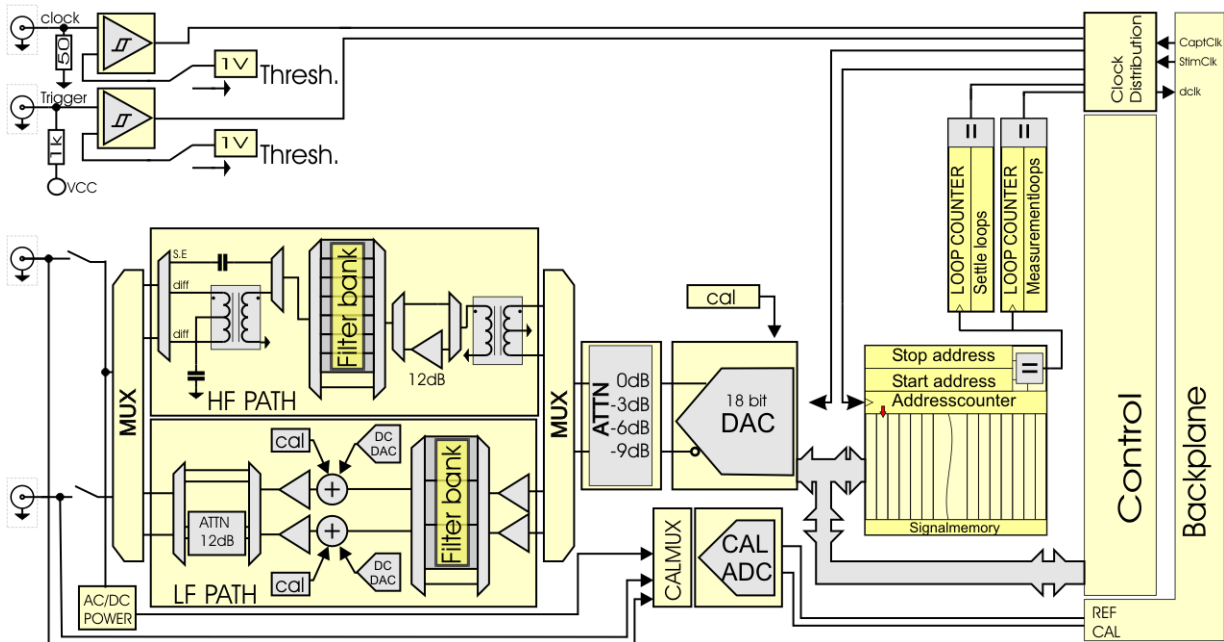 clock
50
1V
Thresh.
Trigger
1k
VCC
1V
Thresh.
Clock
Distribution
CaptClk
StimClk
dclk
=
LOOP COUNTER
Settle loops
=
LOOP COUNTER
Measurementloops
Control
Backplane
S.E
diff
diff
Filter bank
12dB
HF PATH
MUX
MUX
cal
ATTN
0dB
-3dB
-6dB
-9dB
18 bit
DAC
Stop address
=
Start address
Addresscounter
Signalmemory
cal
DC
DAC
+
+
ATTN
12dB
cal
DC
DAC
Filter bank
LF PATH
AC/DC
POWER
CALMUX
CAL
ADC
REF
CAL